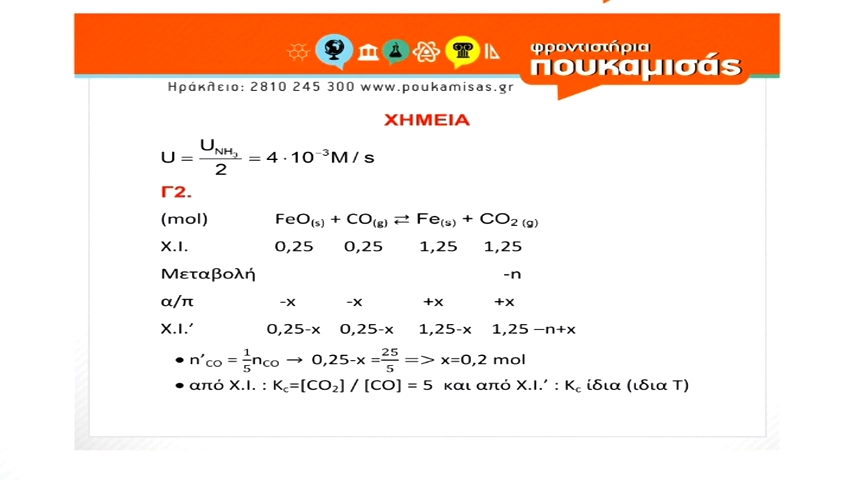 φροντιστήρια
πουκαμισάς
Ηράκλειο: 2810 245 300 www.poukamisas.gr
ΧΗΜΕΙΑ
U = U_NH₃ / 2 = 4 · 10⁻³ M / s
Γ2.
(mol) FeO(s) + CO(g) ⇄ Fe(s) + CO₂ (g)
Χ.Ι. 0,25 0,25 1,25 1,25
Μεταβολή -n
α/π -x -x +x +x
Χ.Ι.’ 0,25-x 0,25-x 1,25-x 1,25 –n+x
• n’CO = 1/5 nCO → 0,25-x = 25/5 => x=0,2 mol
• από Χ.Ι. : Kc=[CO₂] / [CO] = 5 και από Χ.Ι.’ : Kc ίδια (ιδια Τ)